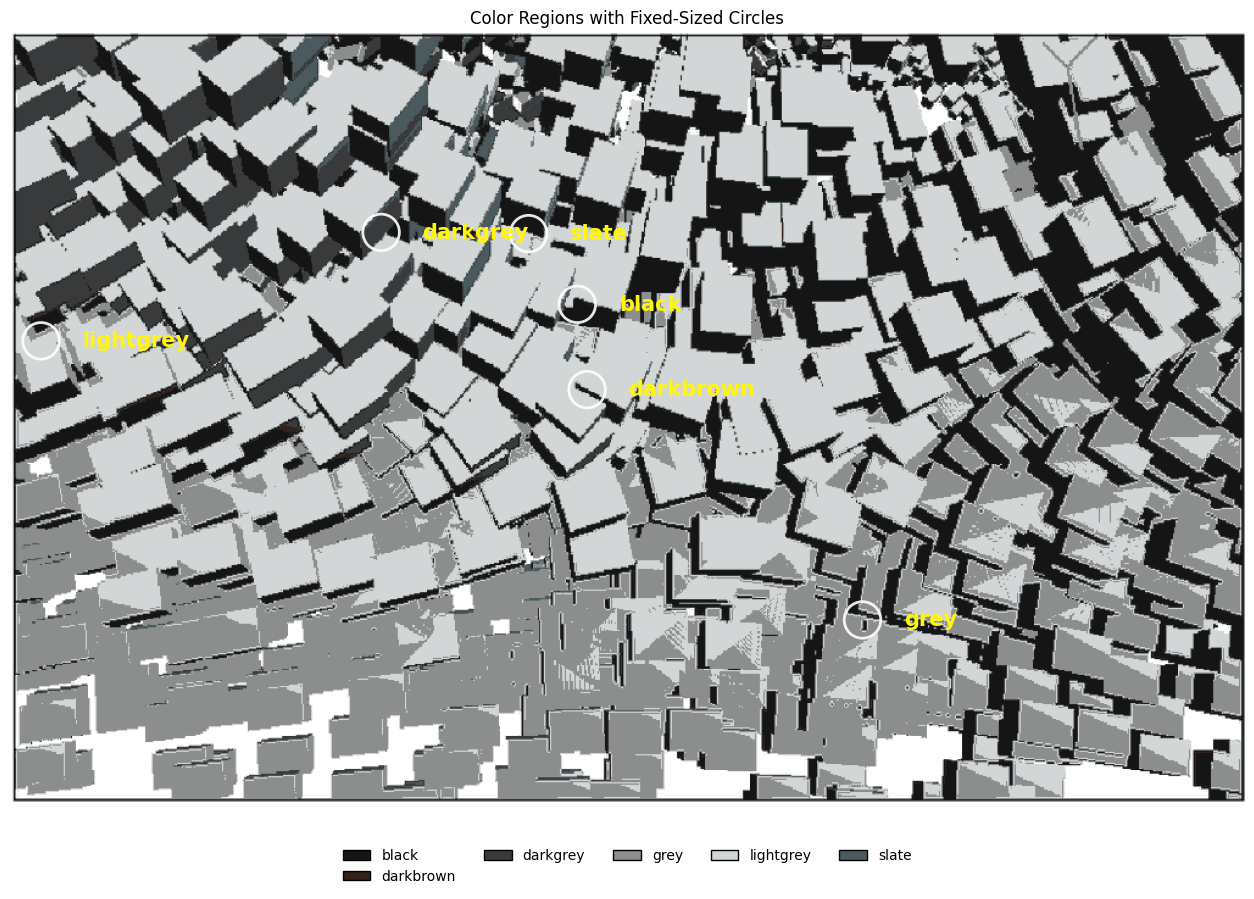 Color Regions with Fixed-Sized Circles
darkgrey
slate
black
lightgrey
darkbrown
grey
black
darkgrey
grey
lightgrey
slate
darkbrown